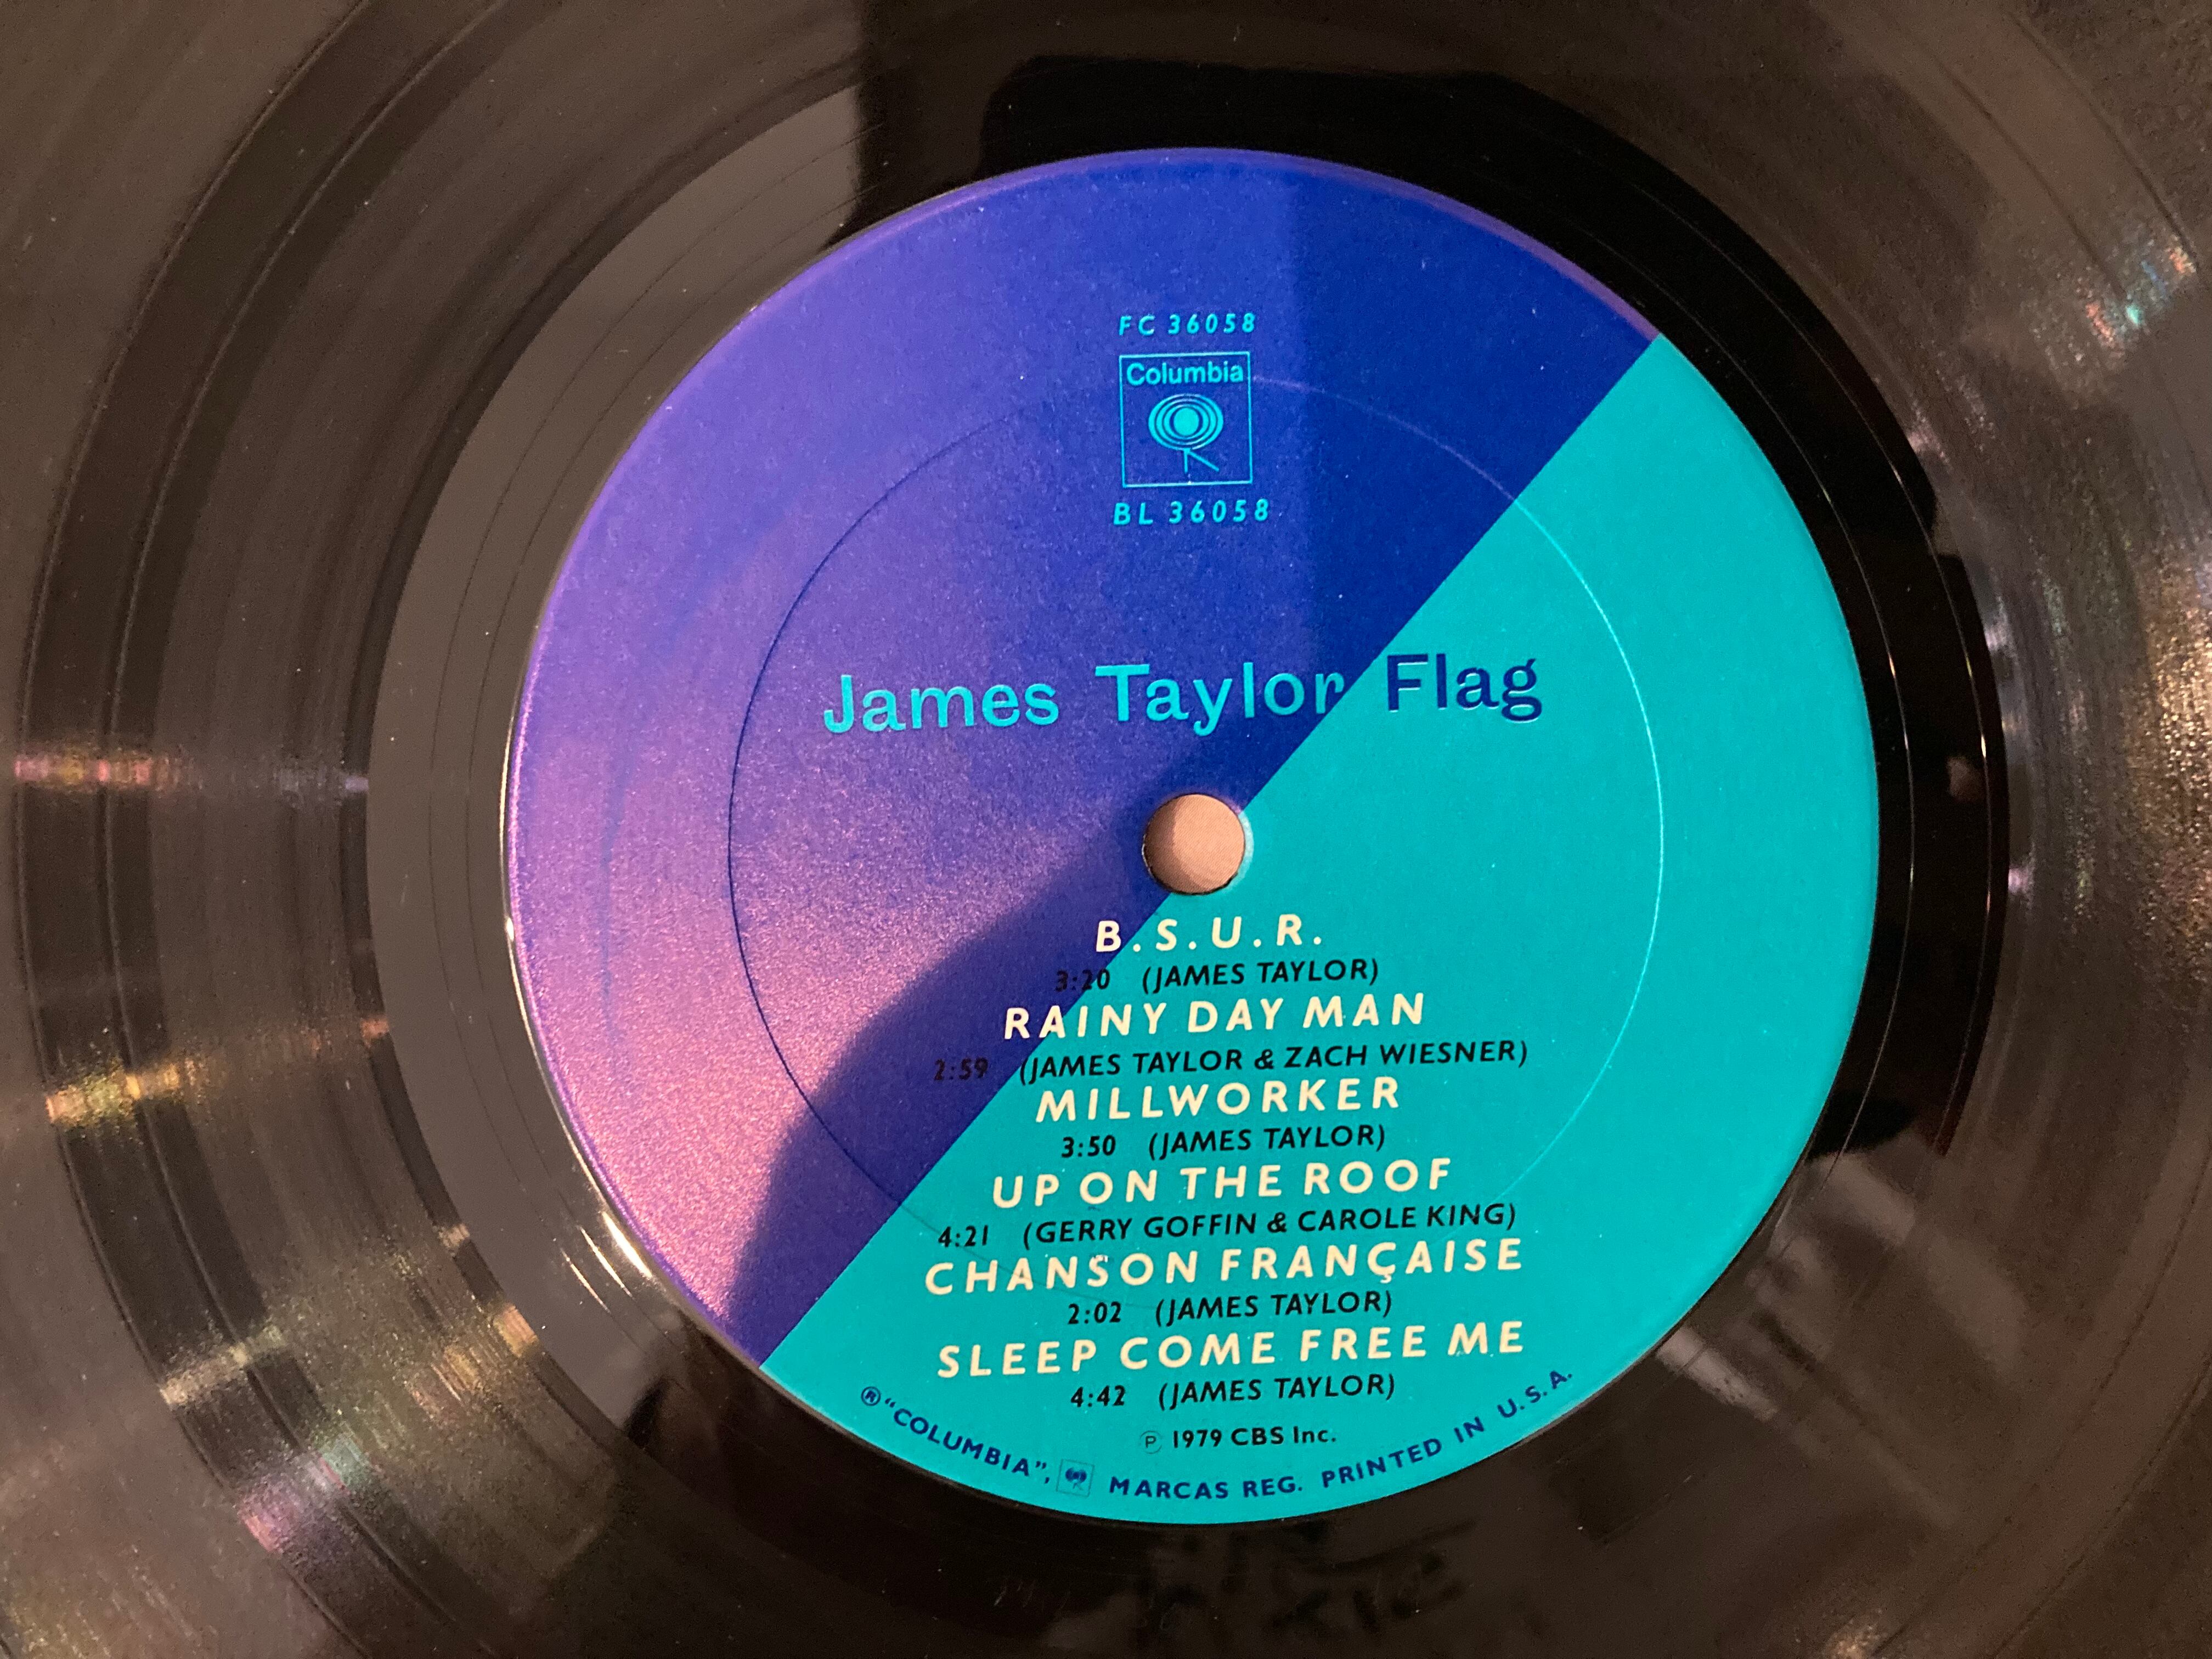 FC 36058
Columbia
BL 36058
James Taylor Flag
B.S.U.R.
3:20 (JAMES TAYLOR)
RAINY DAY MAN
2:59 (JAMES TAYLOR & ZACH WIESNER)
MILLWORKER
3:50 (JAMES TAYLOR)
UP ON THE ROOF
4:21 (GERRY GOFFIN & CAROLE KING)
CHANSON FRANÇAISE
2:02 (JAMES TAYLOR)
SLEEP COME FREE ME
4:42 (JAMES TAYLOR)
℗ 1979 CBS Inc.
® "COLUMBIA", MARCAS REG. PRINTED IN U.S.A.